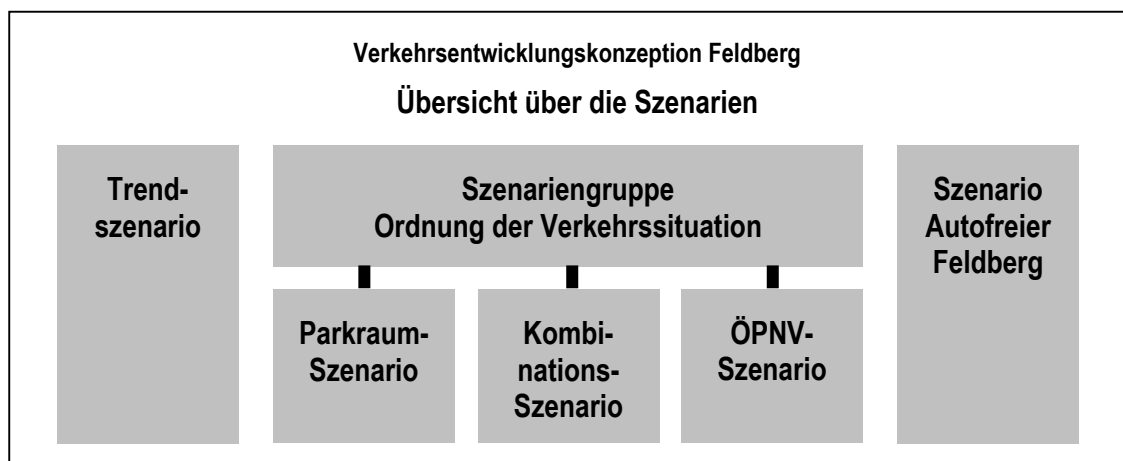 Verkehrsentwicklungskonzeption Feldberg
Übersicht über die Szenarien
Trend-
szenario
Szenariengruppe
Ordnung der Verkehrssituation
Parkraum-
Szenario
Kombi-
nations-
Szenario
ÖPNV-
Szenario
Szenario
Autofreier
Feldberg